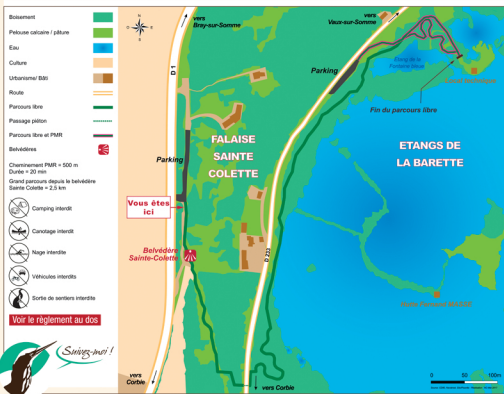 Boisement
Pelouse calcaire / pâture
Eau
Culture
Urbanisme/ Bâti
Route
Parcours libre
Passage piéton
Parcours libre et PMR
Belvédères
Cheminement PMR = 500 m
Durée = 20 min
Grand parcours depuis le belvédère
Sainte Colette = 2,5 km
Camping interdit
Canotage interdit
Nage interdite
Véhicules interdits
Sortie de sentiers interdite
Voir le règlement au dos
Suivez-moi !
vers
Bray-sur-Somme
D 1
vers
Vaux-sur-Somme
Parking
Fin du parcours libre
FALAISE
SAINTE
COLETTE
ETANGS DE
LA BARETTE
Parking
Vous êtes
ici
Belvédère
Sainte-Colette
D 233
vers
Corbie
vers Corbie
0 50 100m